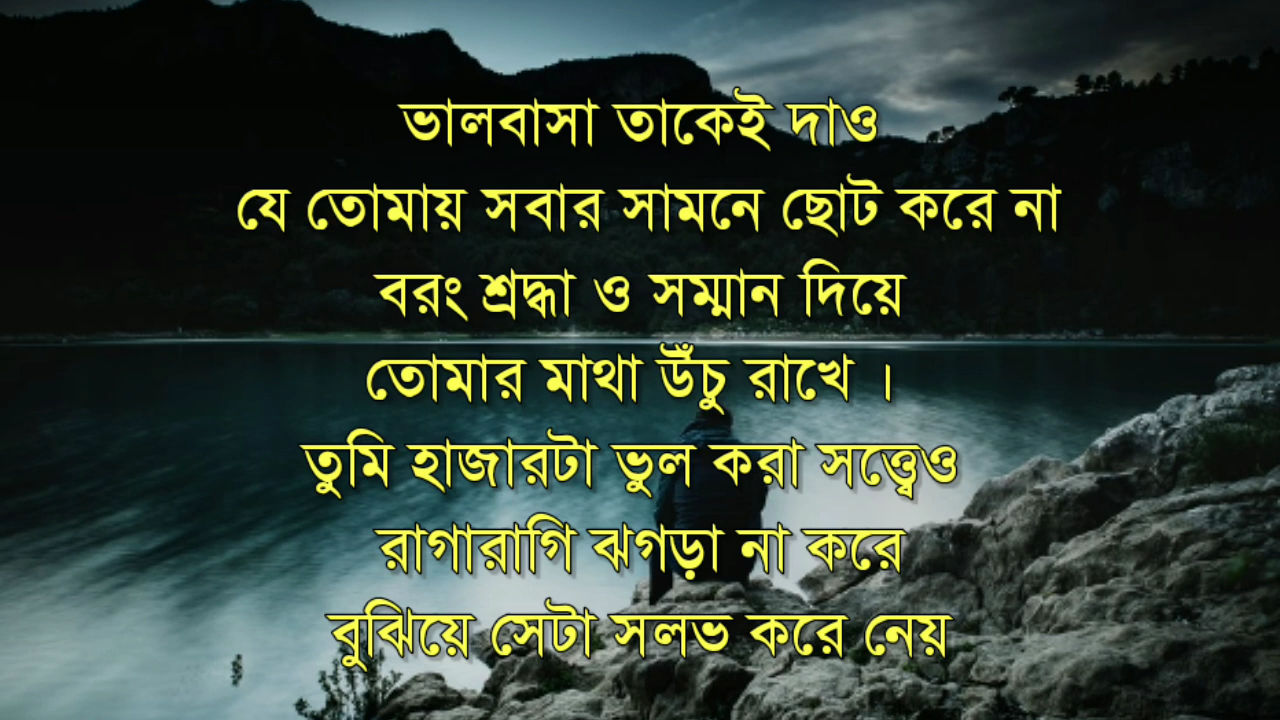 ভালবাসা তাকেই দাও
যে তোমায় সবার সামনে ছোট করে না
বরং শ্রদ্ধা ও সম্মান দিয়ে
তোমার মাথা উঁচু রাখে ।
তুমি হাজারটা ভুল করা সত্ত্বেও
রাগারাগি ঝগড়া না করে
বুঝিয়ে সেটা সলভ করে নেয়